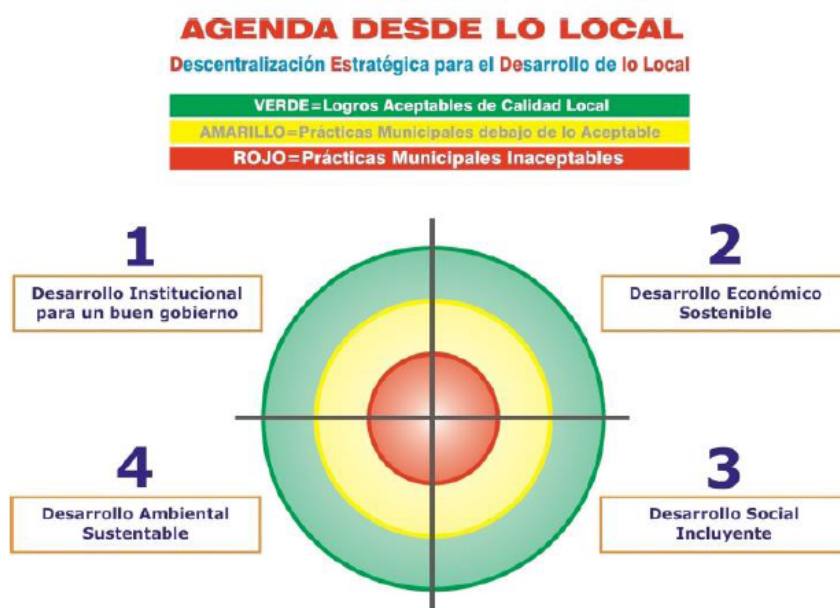 AGENDA DESDE LO LOCAL
Descentralización Estratégica para el Desarrollo de lo Local
VERDE=Logros Aceptables de Calidad Local
AMARILLO=Prácticas Municipales debajo de lo Aceptable
ROJO=Prácticas Municipales Inaceptables
1
Desarrollo Institucional
para un buen gobierno
2
Desarrollo Económico
Sostenible
4
Desarrollo Ambiental
Sustentable
3
Desarrollo Social
Incluyente